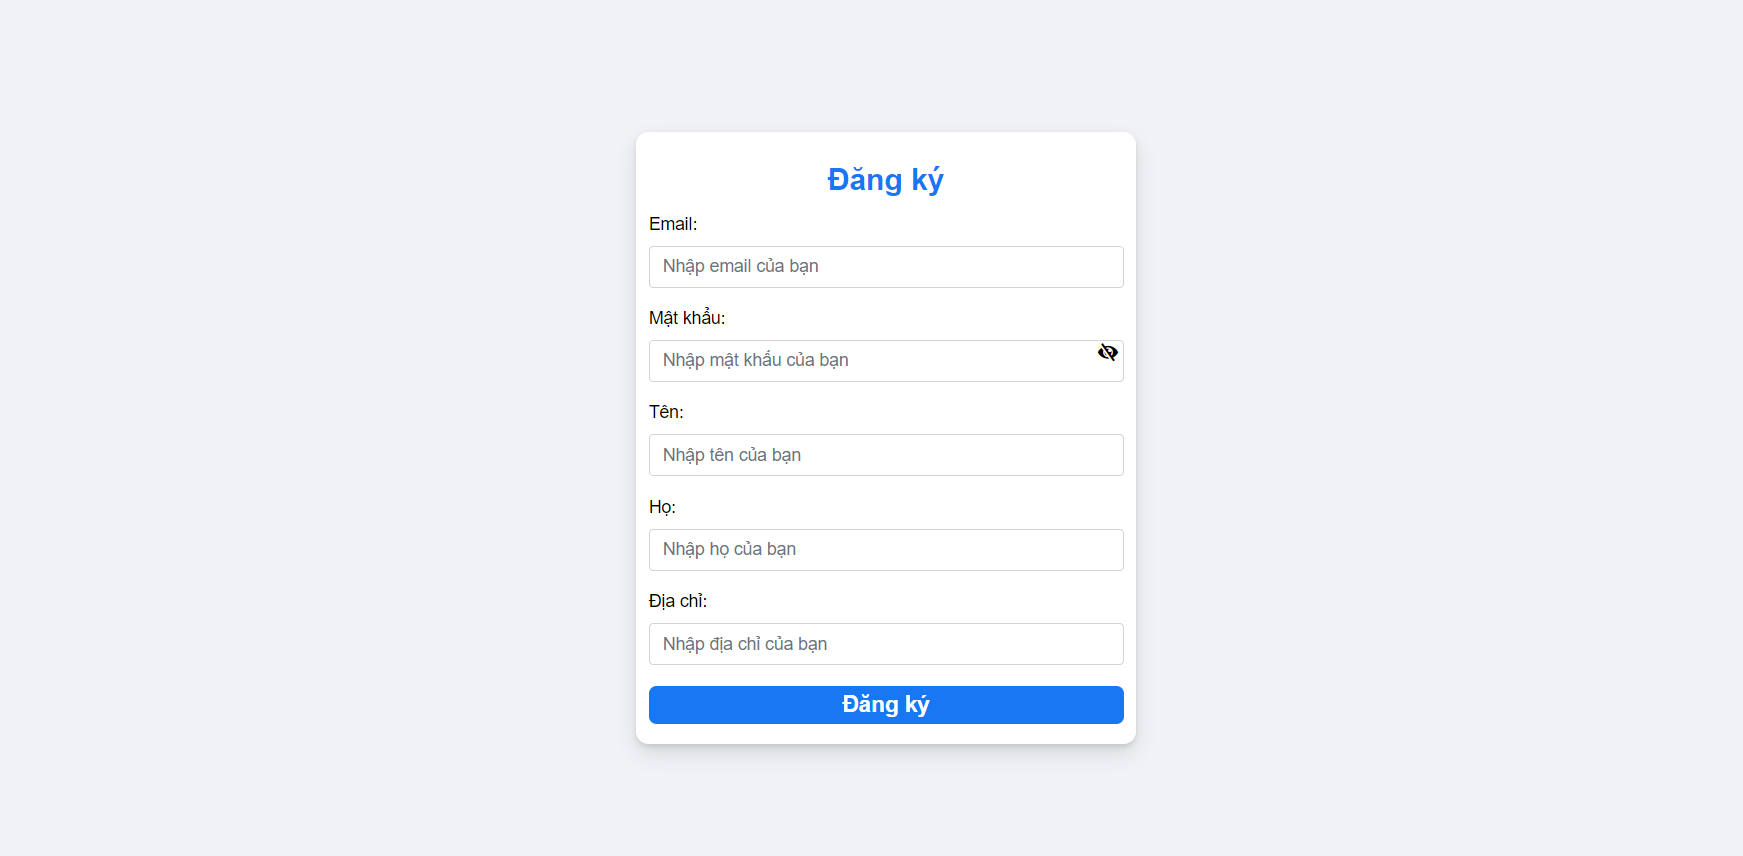 Đăng ký
Email:
Nhập email của bạn
Mật khẩu:
Nhập mật khẩu của bạn
Tên:
Nhập tên của bạn
Họ:
Nhập họ của bạn
Địa chỉ:
Nhập địa chỉ của bạn
Đăng ký